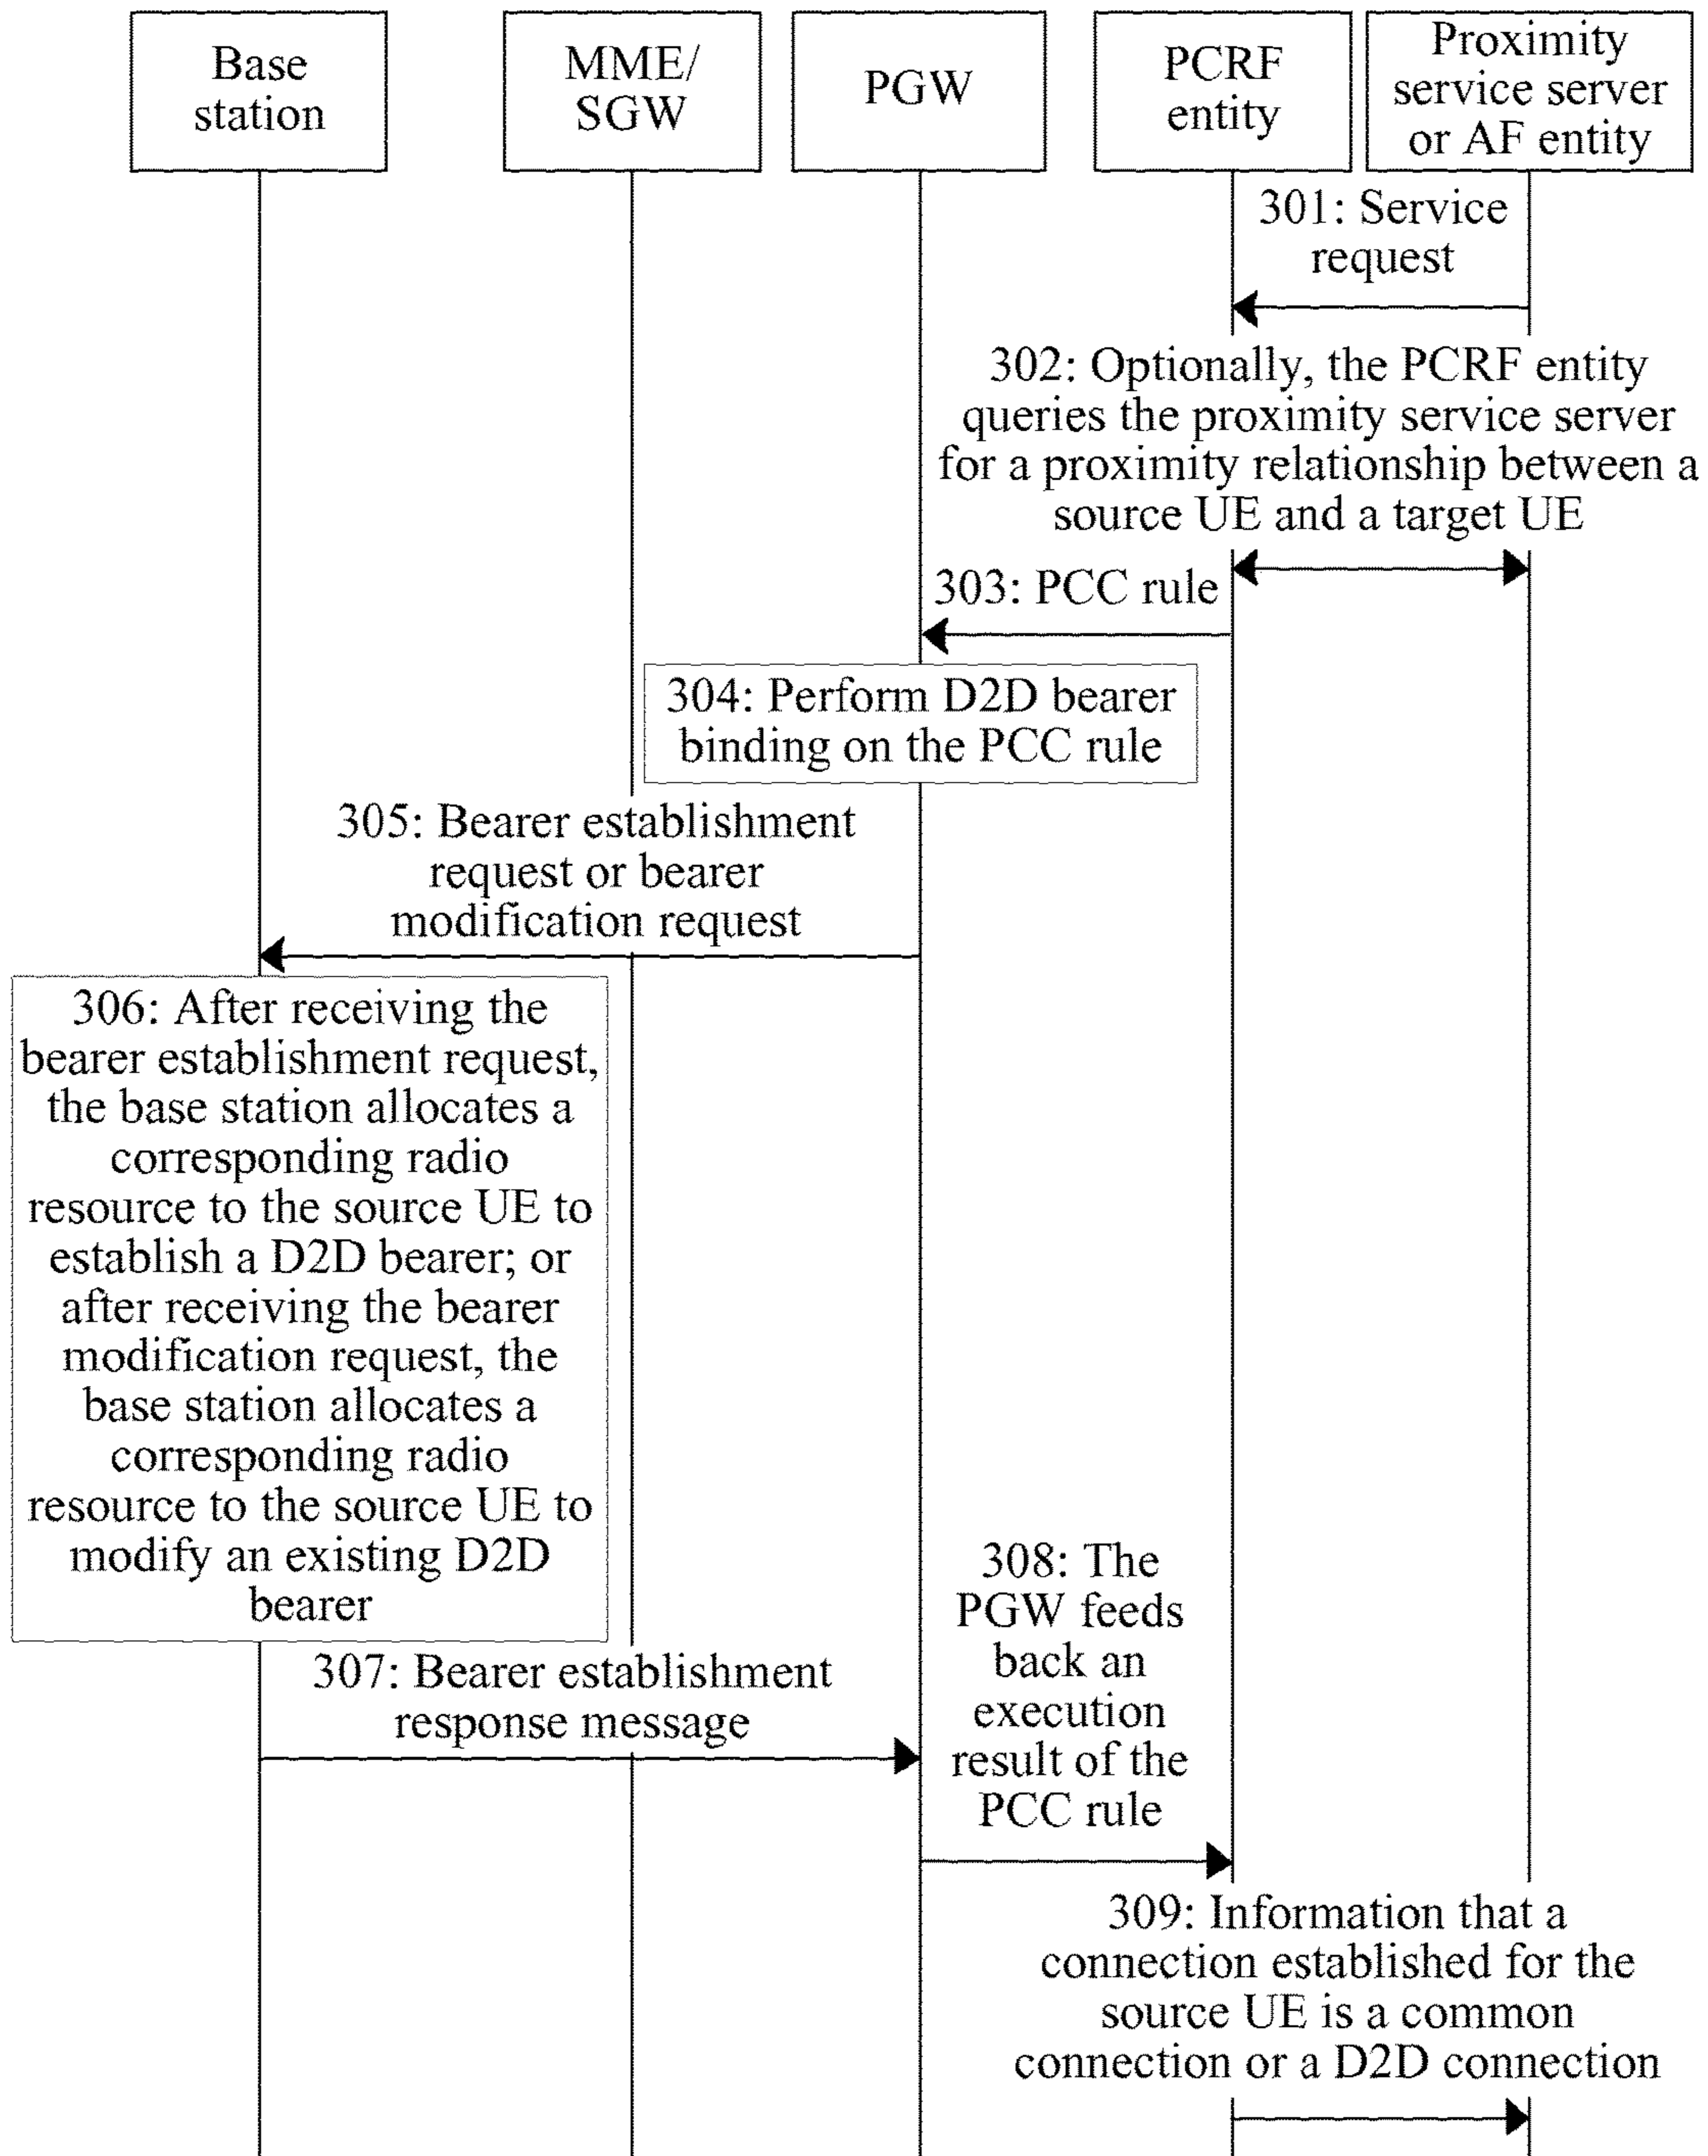 Base
station
MME/
SGW
PGW
PCRF
entity
Proximity
service server
or AF entity
301: Service
request
302: Optionally, the PCRF entity
queries the proximity service server
for a proximity relationship between a
source UE and a target UE
303: PCC rule
304: Perform D2D bearer
binding on the PCC rule
305: Bearer establishment
request or bearer
modification request
306: After receiving the
bearer establishment request,
the base station allocates a
corresponding radio
resource to the source UE to
establish a D2D bearer; or
after receiving the bearer
modification request, the
base station allocates a
corresponding radio
resource to the source UE to
modify an existing D2D
bearer
307: Bearer establishment
response message
308: The
PGW feeds
back an
execution
result of the
PCC rule
309: Information that a
connection established for the
source UE is a common
connection or a D2D connection